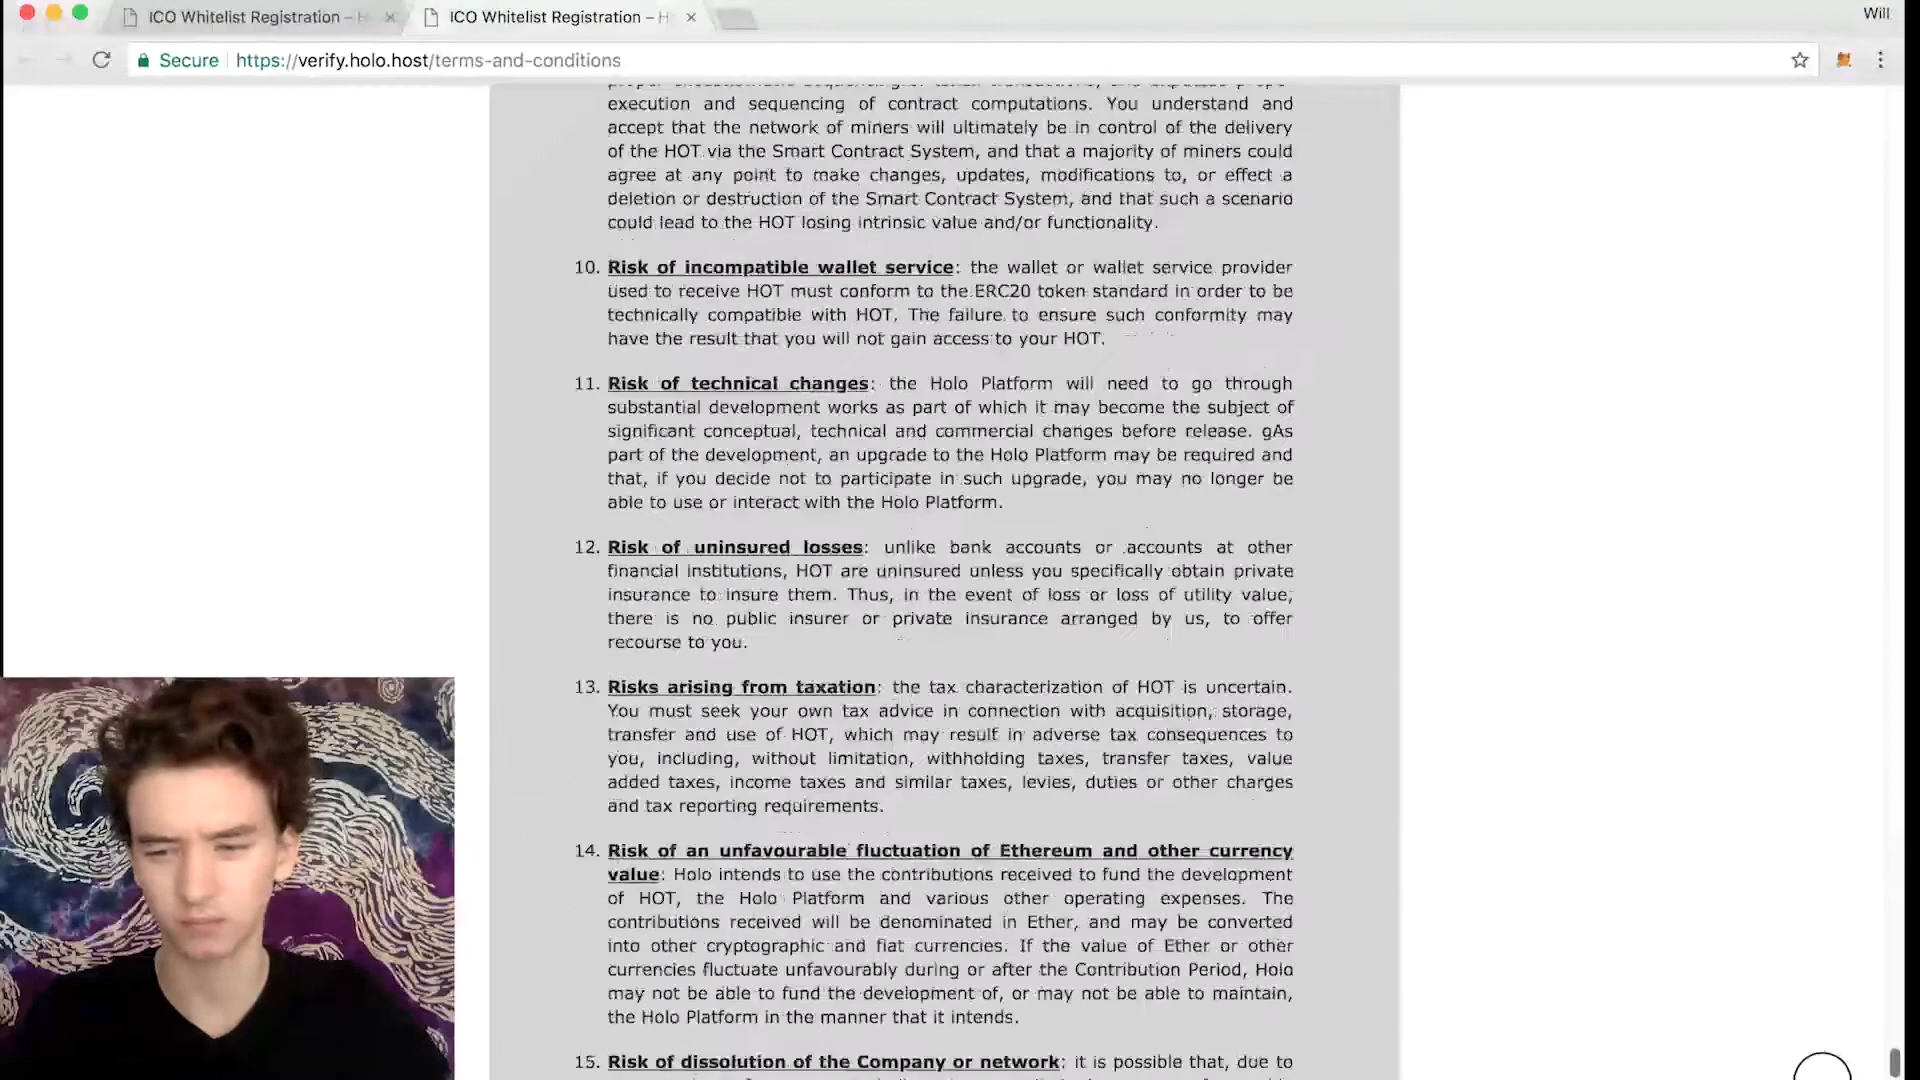 ICO Whitelist Registration – H
ICO Whitelist Registration – H
Will
Secure
https://verify.holo.host/terms-and-conditions
execution and sequencing of contract computations. You understand and
accept that the network of miners will ultimately be in control of the delivery
of the HOT via the Smart Contract System, and that a majority of miners could
agree at any point to make changes, updates, modifications to, or effect a
deletion or destruction of the Smart Contract System, and that such a scenario
could lead to the HOT losing intrinsic value and/or functionality.
10. Risk of incompatible wallet service: the wallet or wallet service provider
used to receive HOT must conform to the ERC20 token standard in order to be
technically compatible with HOT. The failure to ensure such conformity may
have the result that you will not gain access to your HOT.
11. Risk of technical changes: the Holo Platform will need to go through
substantial development works as part of which it may become the subject of
significant conceptual, technical and commercial changes before release. gAs
part of the development, an upgrade to the Holo Platform may be required and
that, if you decide not to participate in such upgrade, you may no longer be
able to use or interact with the Holo Platform.
12. Risk of uninsured losses: unlike bank accounts or accounts at other
financial institutions, HOT are uninsured unless you specifically obtain private
insurance to insure them. Thus, in the event of loss or loss of utility value,
there is no public insurer or private insurance arranged by us, to offer
recourse to you.
13. Risks arising from taxation: the tax characterization of HOT is uncertain.
You must seek your own tax advice in connection with acquisition, storage,
transfer and use of HOT, which may result in adverse tax consequences to
you, including, without limitation, withholding taxes, transfer taxes, value
added taxes, income taxes and similar taxes, levies, duties or other charges
and tax reporting requirements.
14. Risk of an unfavourable fluctuation of Ethereum and other currency
value: Holo intends to use the contributions received to fund the development
of HOT, the Holo Platform and various other operating expenses. The
contributions received will be denominated in Ether, and may be converted
into other cryptographic and fiat currencies. If the value of Ether or other
currencies fluctuate unfavourably during or after the Contribution Period, Holo
may not be able to fund the development of, or may not be able to maintain,
the Holo Platform in the manner that it intends.
15. Risk of dissolution of the Company or network: it is possible that, due to